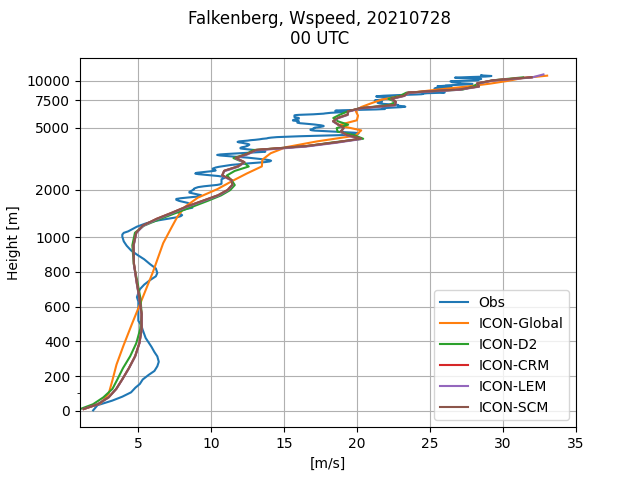 Falkenberg, Wspeed, 20210728
00 UTC
10000
7500
5000
2000
1000
800
600
400
200
0
Height [m]
Obs
ICON-Global
ICON-D2
ICON-CRM
ICON-LEM
ICON-SCM
5 10 15 20 25 30 35
[m/s]